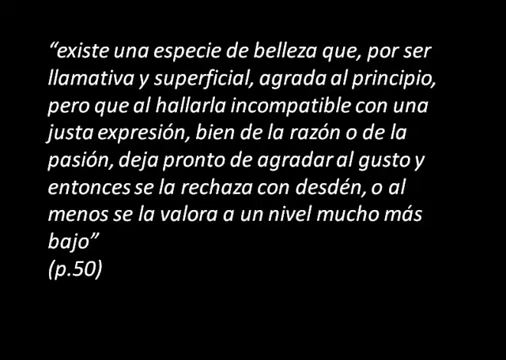 “existe una especie de belleza que, por ser
llamativa y superficial, agrada al principio,
pero que al hallarla incompatible con una
justa expresión, bien de la razón o de la
pasión, deja pronto de agradar al gusto y
entonces se la rechaza con desdén, o al
menos se la valora a un nivel mucho más
bajo”
(p.50)